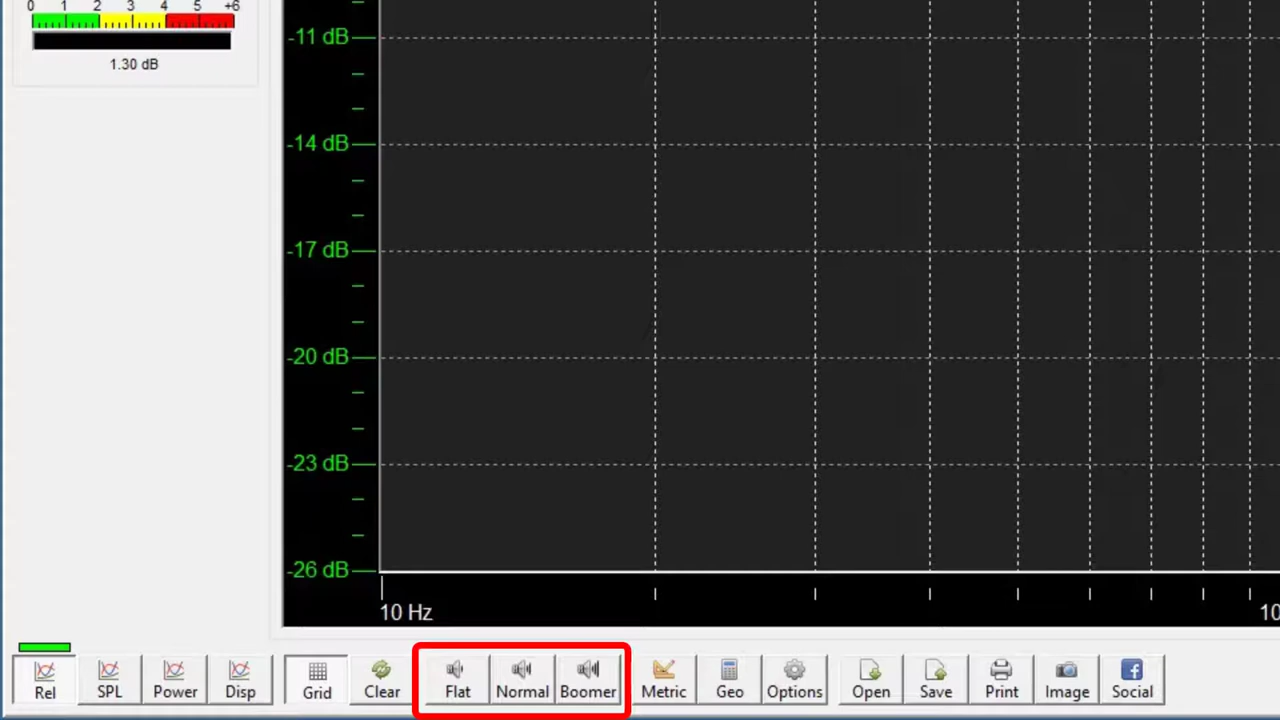 0 1 2 3 4 5 +6
1.30 dB
-11 dB
-14 dB
-17 dB
-20 dB
-23 dB
-26 dB
10 Hz 10
Rel SPL Power Disp Grid Clear Flat Normal Boomer Metric Geo Options Open Save Print Image Social